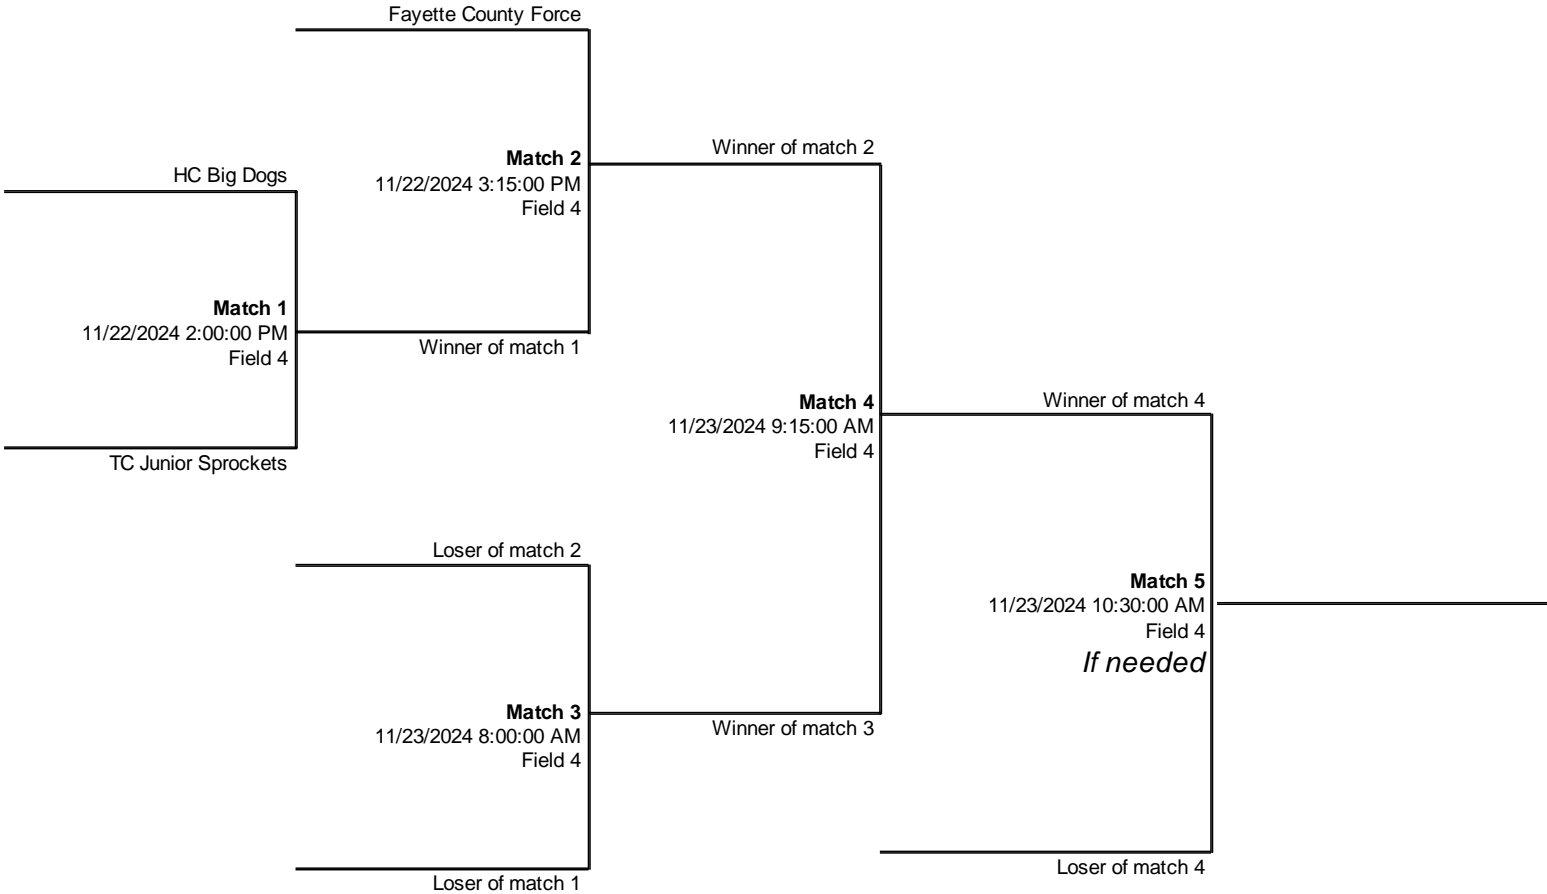 Fayette County Force
Match 2
11/22/2024 3:15:00 PM
Field 4
Winner of match 2
HC Big Dogs
Match 1
11/22/2024 2:00:00 PM
Field 4
Winner of match 1
TC Junior Sprockets
Match 4
11/23/2024 9:15:00 AM
Field 4
Winner of match 4
Loser of match 2
Match 3
11/23/2024 8:00:00 AM
Field 4
Winner of match 3
Loser of match 1
Match 5
11/23/2024 10:30:00 AM
Field 4
If needed
Loser of match 4